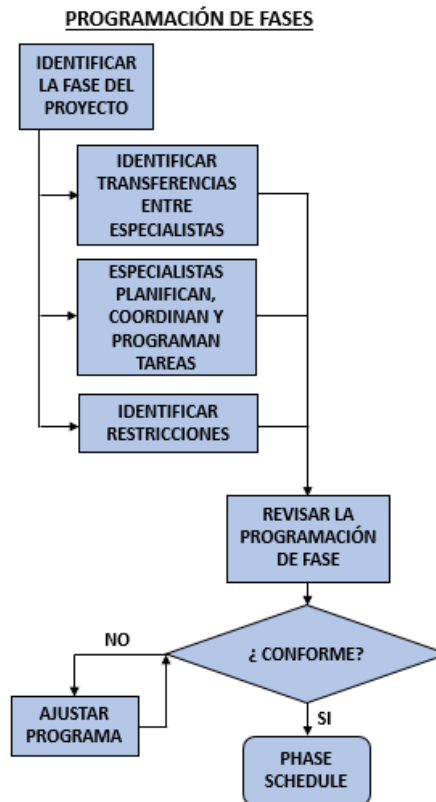 PROGRAMACIÓN DE FASES
IDENTIFICAR
LA FASE DEL
PROYECTO
IDENTIFICAR
TRANSFERENCIAS
ENTRE
ESPECIALISTAS
ESPECIALISTAS
PLANIFICAN,
COORDINAN Y
PROGRAMAN
TAREAS
IDENTIFICAR
RESTRICCIONES
REVISAR LA
PROGRAMACIÓN
DE FASE
¿ CONFORME?
NO
AJUSTAR
PROGRAMA
SI
PHASE
SCHEDULE